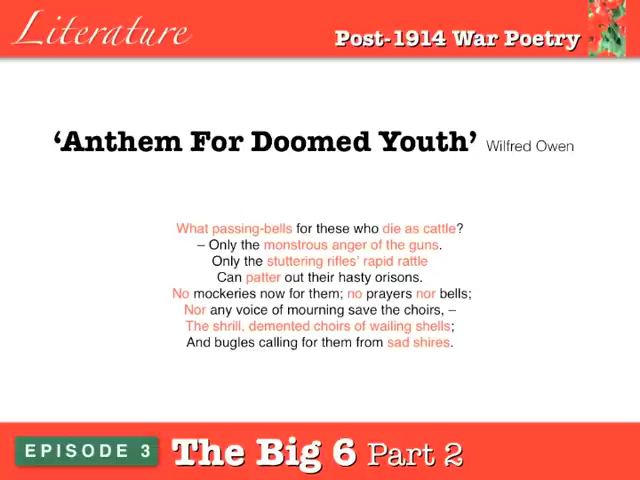 Literature
Post-1914 War Poetry
‘Anthem For Doomed Youth’ Wilfred Owen
What passing-bells for these who die as cattle?
– Only the monstrous anger of the guns.
Only the stuttering rifles’ rapid rattle
Can patter out their hasty orisons.
No mockeries now for them; no prayers nor bells;
Nor any voice of mourning save the choirs, –
The shrill, demented choirs of wailing shells;
And bugles calling for them from sad shires.
EPISODE 3
The Big 6 Part 2